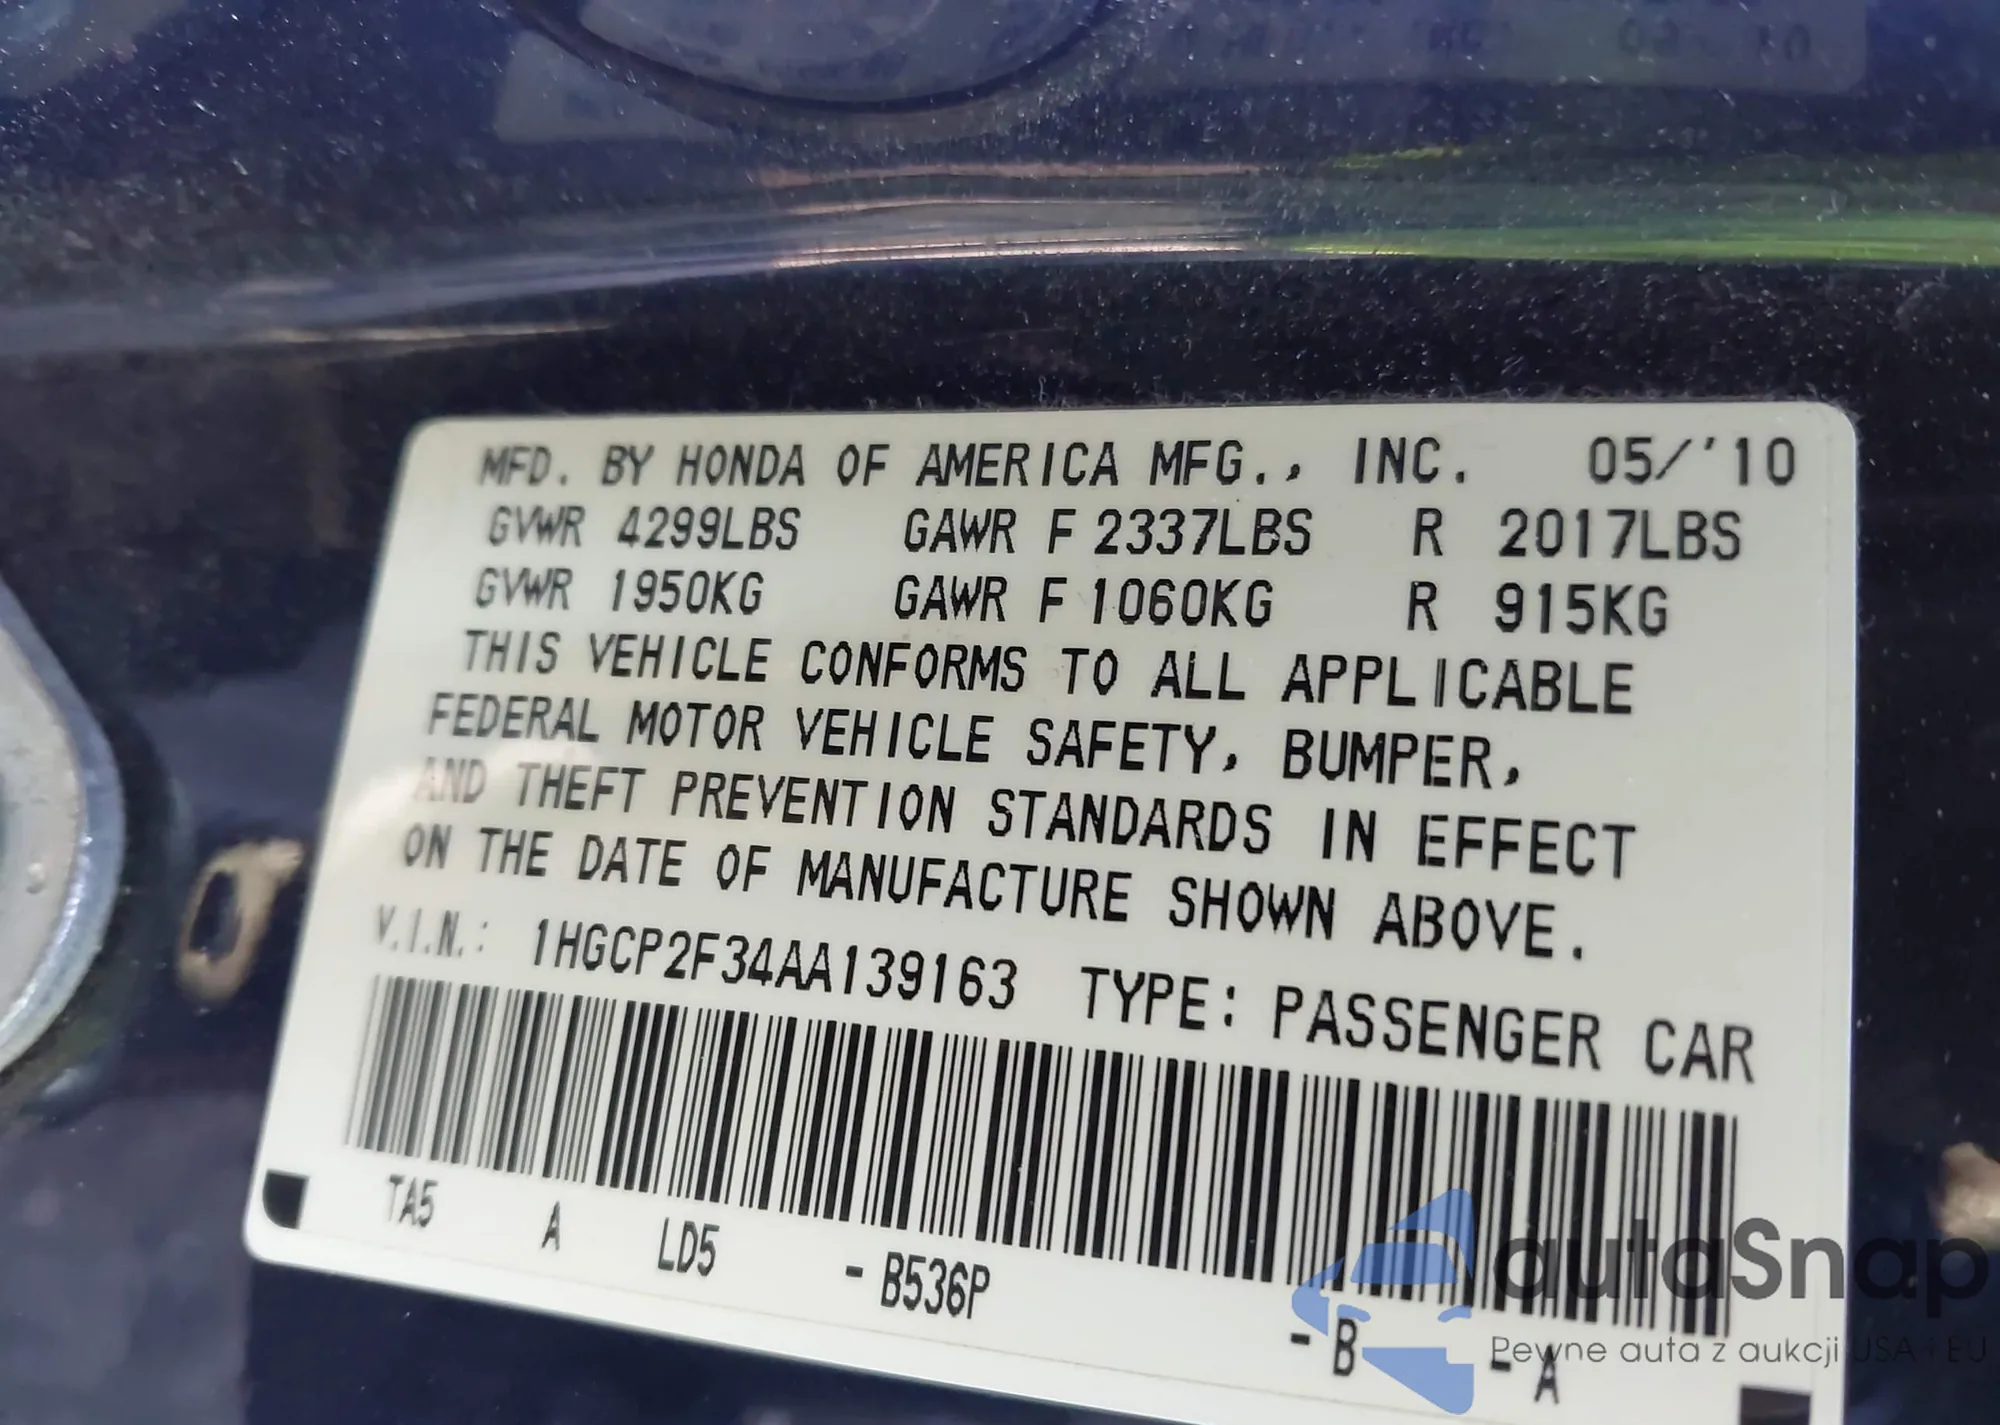 MFD. BY HONDA OF AMERICA MFG., INC. 05/'10
GVWR 4299LBS GAWR F 2337LBS R 2017LBS
GVWR 1950KG GAWR F 1060KG R 915KG
THIS VEHICLE CONFORMS TO ALL APPLICABLE
FEDERAL MOTOR VEHICLE SAFETY, BUMPER,
AND THEFT PREVENTION STANDARDS IN EFFECT
ON THE DATE OF MANUFACTURE SHOWN ABOVE.
V.I.N.: 1HGCP2F34AA139163 TYPE: PASSENGER CAR
TA5 A LD5 - B536P - B - A
autaSnap
Pewne auta z aukcji USA i EU